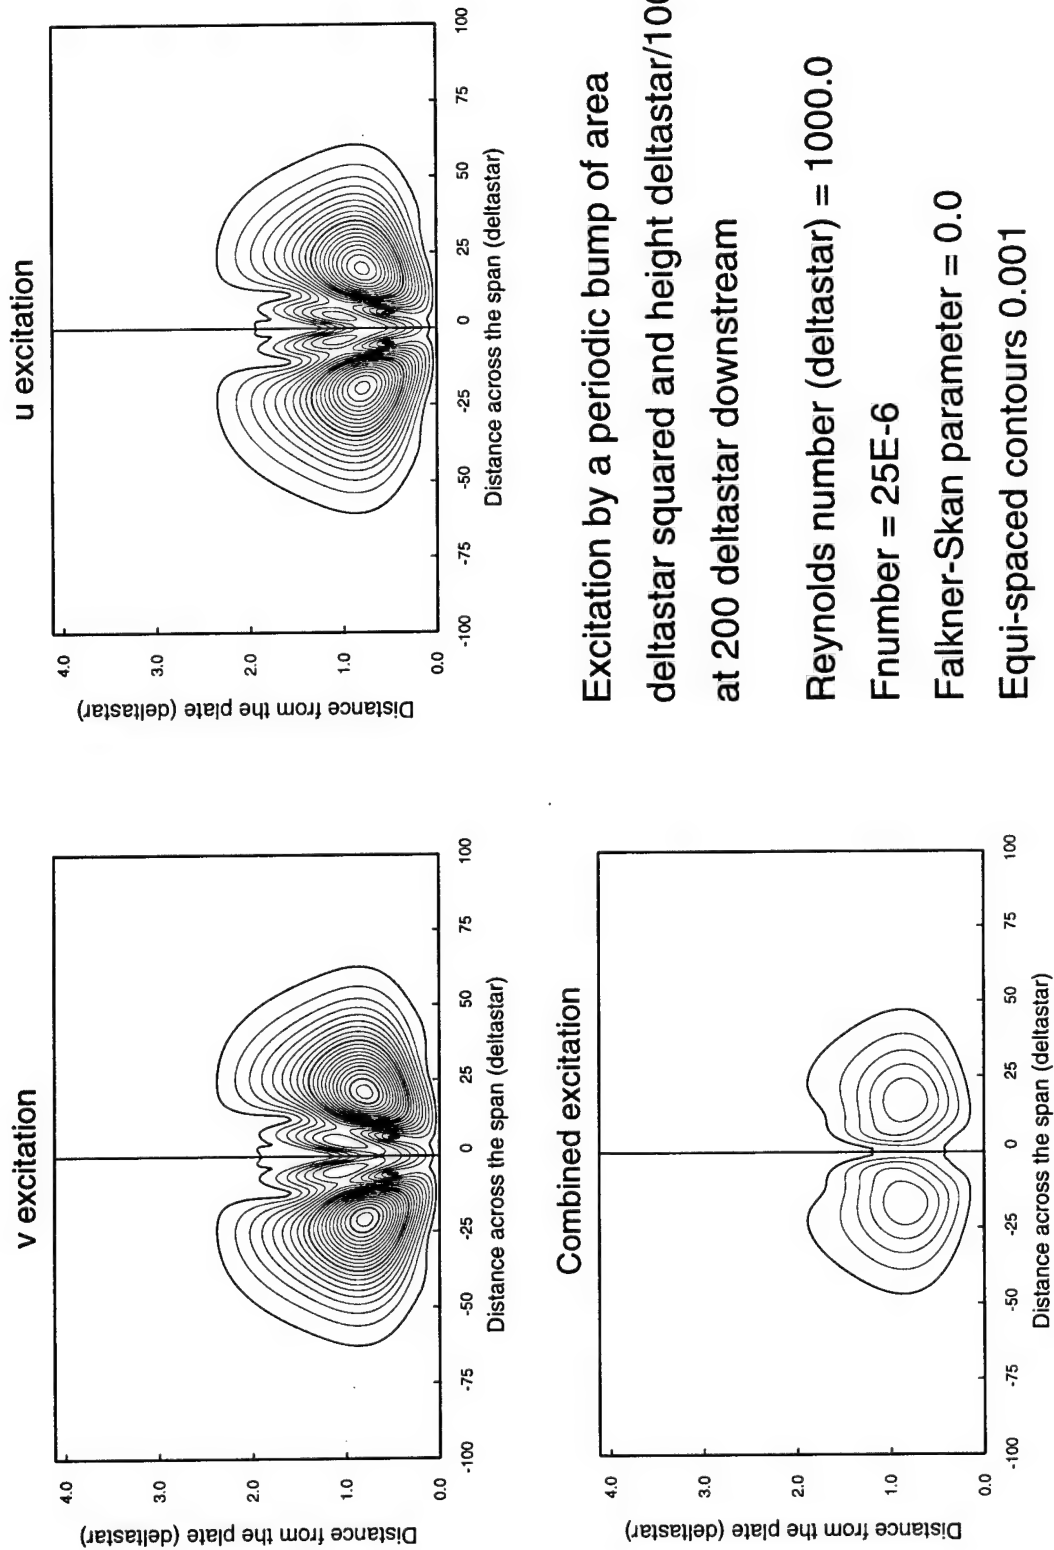 v excitation
Distance from the plate (deltastar)
4.0
3.0
2.0
1.0
0.0
-100 -75 -50 -25 0 25 50 75 100
Distance across the span (deltastar)
u excitation
Distance from the plate (deltastar)
4.0
3.0
2.0
1.0
0.0
-100 -75 -50 -25 0 25 50 75 100
Distance across the span (deltastar)
Combined excitation
Distance from the plate (deltastar)
4.0
3.0
2.0
1.0
0.0
-100 -75 -50 -25 0 25 50 75 100
Distance across the span (deltastar)
Excitation by a periodic bump of area
deltastar squared and height deltastar/100
at 200 deltastar downstream
Reynolds number (deltastar) = 1000.0
Fnumber = 25E-6
Falkner-Skan parameter = 0.0
Equi-spaced contours 0.001